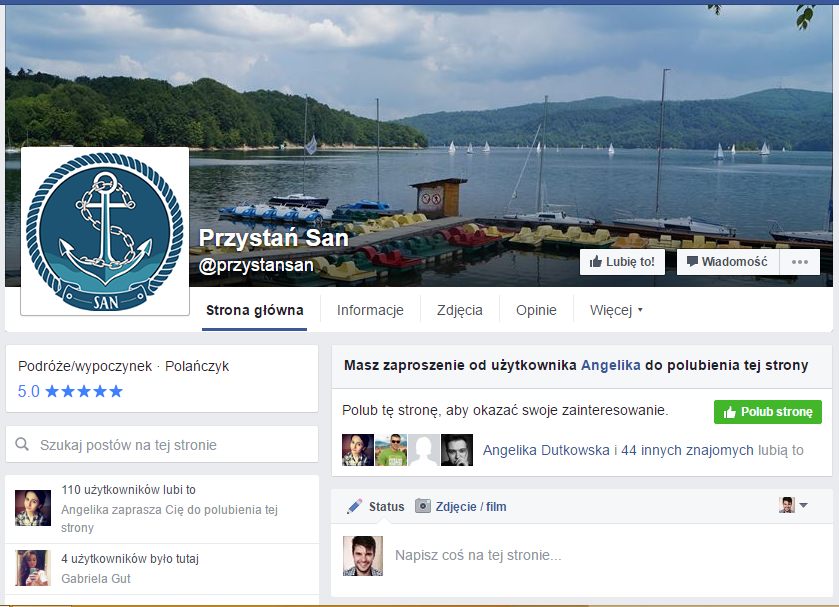 SAN
Przystań San
@przystansan
Lubię to!
Wiadomość
Strona główna
Informacje
Zdjęcia
Opinie
Więcej
Podróże/wypoczynek · Polańczyk
5.0
Szukaj postów na tej stronie
110 użytkowników lubi to
Angelika zaprasza Cię do polubienia tej
strony
4 użytkowników było tutaj
Gabriela Gut
Masz zaproszenie od użytkownika Angelika do polubienia tej strony
Polub tę stronę, aby okazać swoje zainteresowanie.
Polub stronę
Angelika Dutkowska i 44 innych znajomych lubią to
Status
Zdjęcie / film
Napisz coś na tej stronie...